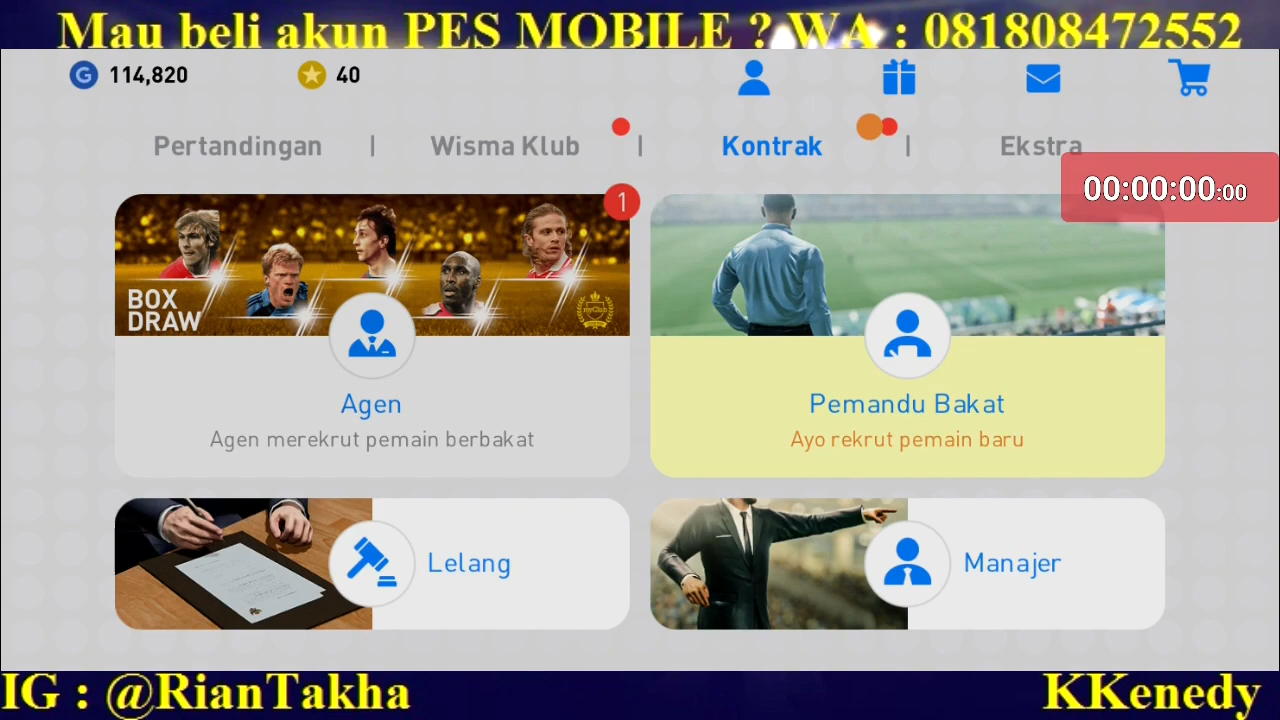 Mau beli akun PES MOBILE ? WA : 081808472552
114,820
40
Pertandingan | Wisma Klub | Kontrak | Ekstra
00:00:00:00
1
BOX
DRAW
myClub
Agen
Agen merekrut pemain berbakat
Pemandu Bakat
Ayo rekrut pemain baru
Lelang
Manajer
IG : @RianTakha
KKenedy